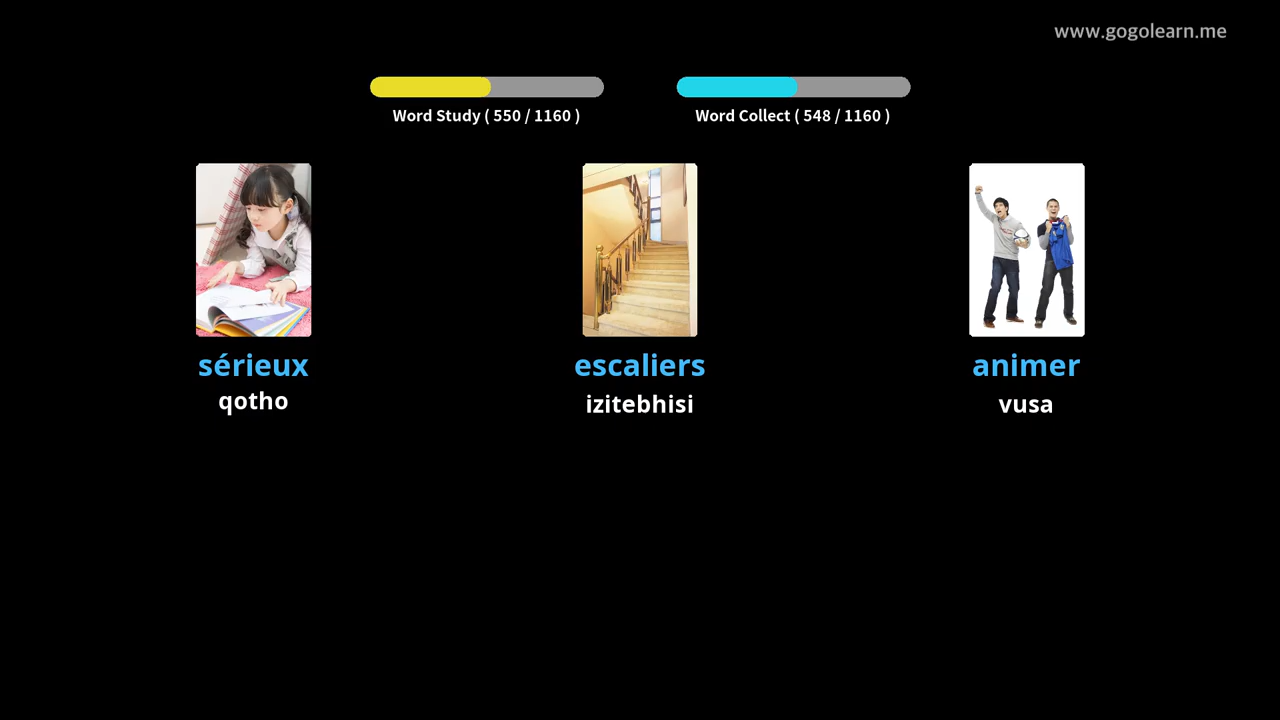 www.gogolearn.me
Word Study ( 550 / 1160 )
Word Collect ( 548 / 1160 )
sérieux
qotho
escaliers
izitebhisi
animer
vusa